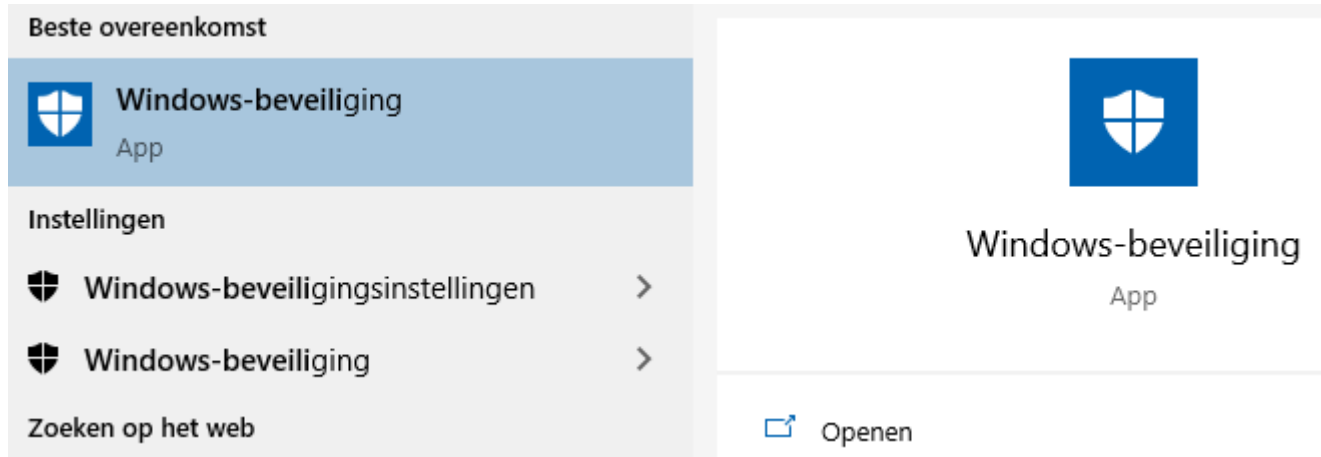 Beste overeenkomst
Windows-beveiliging
App
Instellingen
Windows-beveiligingsinstellingen
Windows-beveiliging
Zoeken op het web
Windows-beveiliging
App
Openen